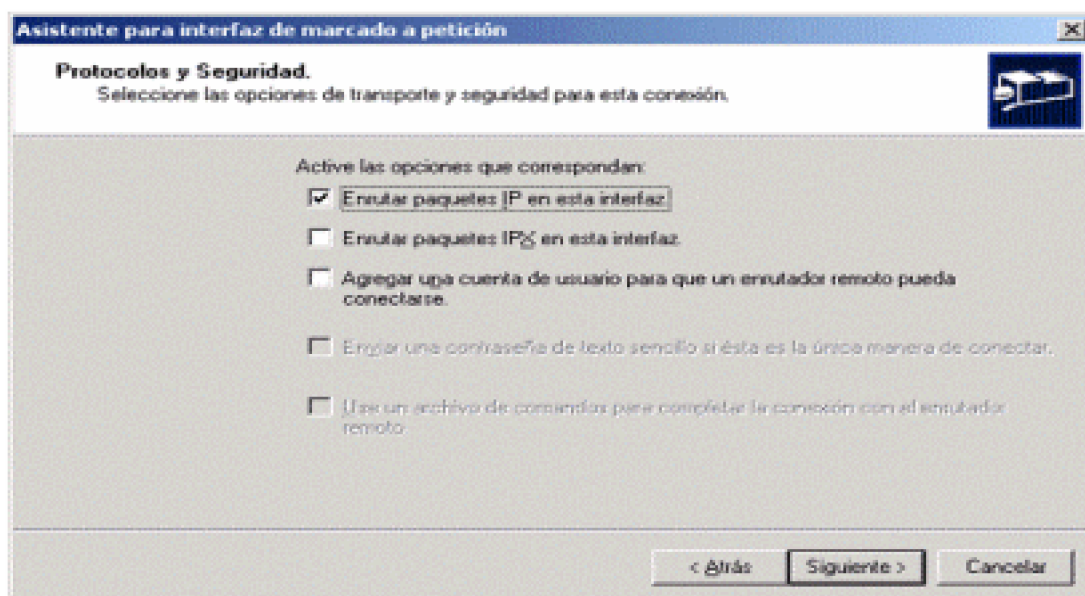 Asistente para interfaz de marcado a petición
Protocolos y Seguridad.
Seleccione las opciones de transporte y seguridad para esta conexión.
Active las opciones que correspondan:
Enrutar paquetes IP en esta interfaz.
Enrutar paquetes IPX en esta interfaz.
Agregar una cuenta de usuario para que un enrutador remoto pueda
conectarse.
Enviar una contraseña de texto sencillo si ésta es la única manera de conectar.
Use un archivo de comandos para completar la conexión con el enrutador
remoto.
< Atrás
Siguiente >
Cancelar